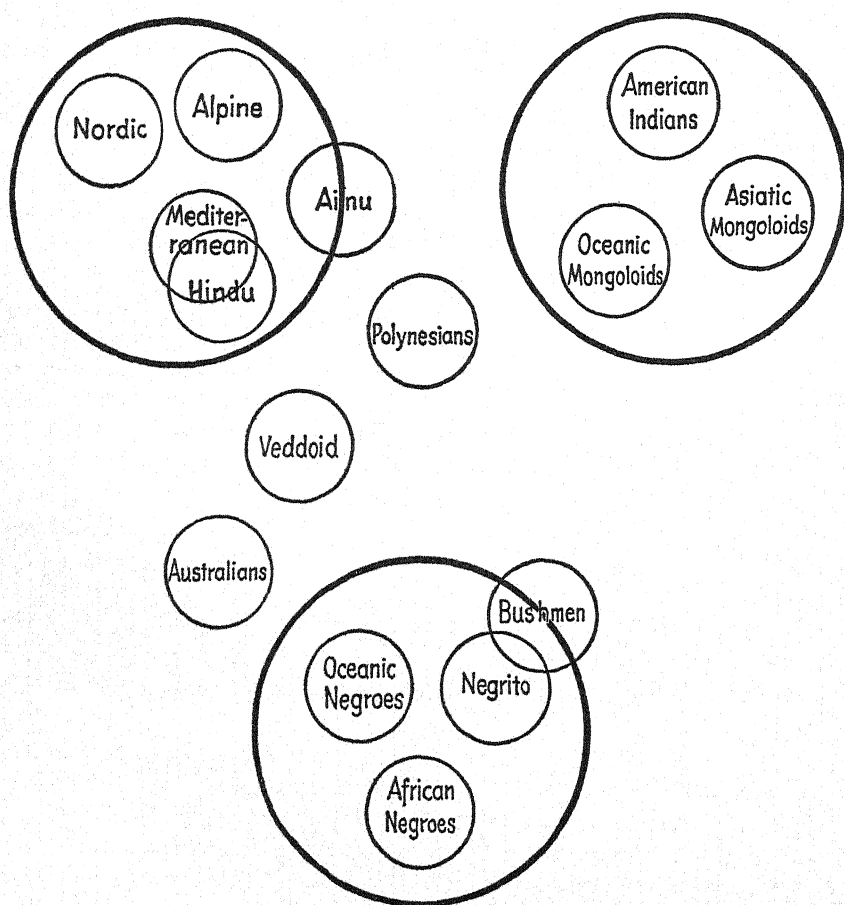 Nordic
Alpine
Ainu
Mediter-
ranean
Hindu
American
Indians
Asiatic
Mongoloids
Oceanic
Mongoloids
Polynesians
Veddoid
Australians
Bushmen
Oceanic
Negroes
Negrito
African
Negroes